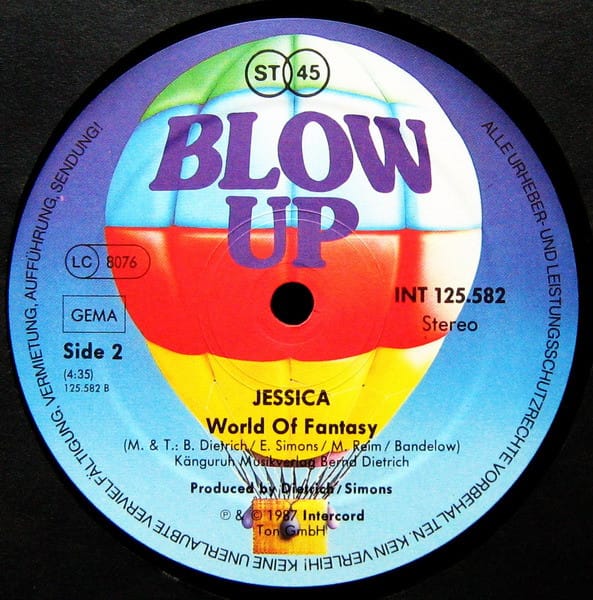 ST 45
BLOW
UP
LC 8076
GEMA
Side 2
(4:35)
125.582 B
INT 125.582
Stereo
JESSICA
World Of Fantasy
(M. & T.: B. Dietrich / E. Simons / M. Reim / Bandelow)
Känguruh Musikverlag Bernd Dietrich
Produced by Dietrich / Simons
℗ & © 1987 Intercord
Ton GmbH
ALLE URHEBER- UND LEISTUNGSSCHUTZRECHTE VORBEHALTEN. KEIN VERLEIH! KEINE UNERLAUBTE VERVIELFÄLTIGUNG, VERMIETUNG, AUFFÜHRUNG, SENDUNG!